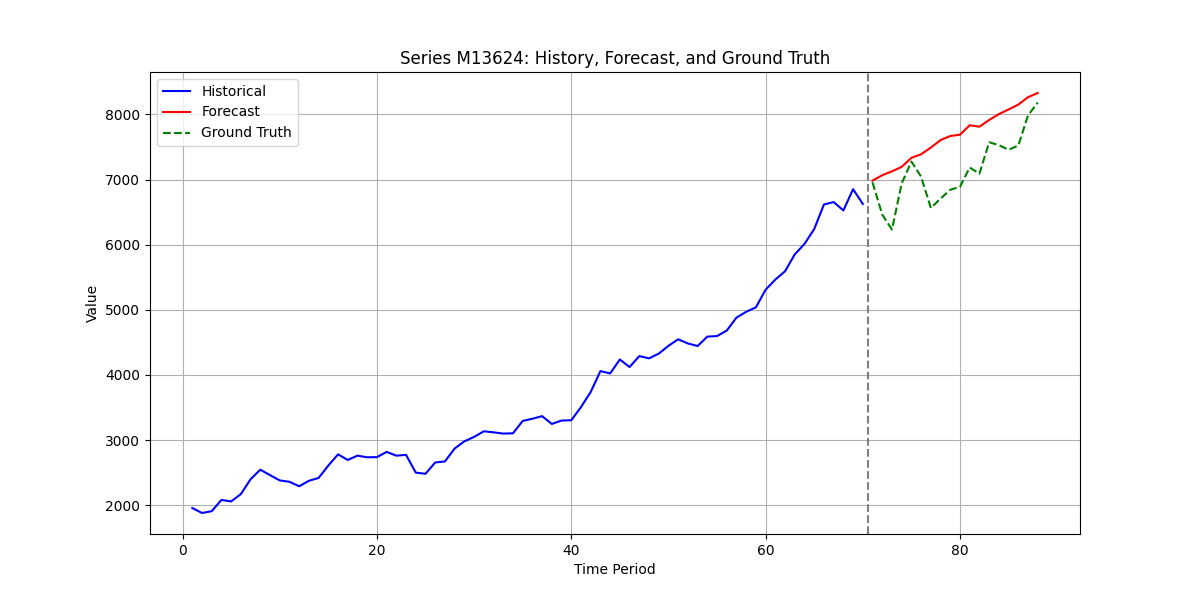 Series M13624: History, Forecast, and Ground Truth
Historical
Forecast
Ground Truth
8000
7000
6000
5000
4000
3000
2000
Value
0 20 40 60 80
Time Period